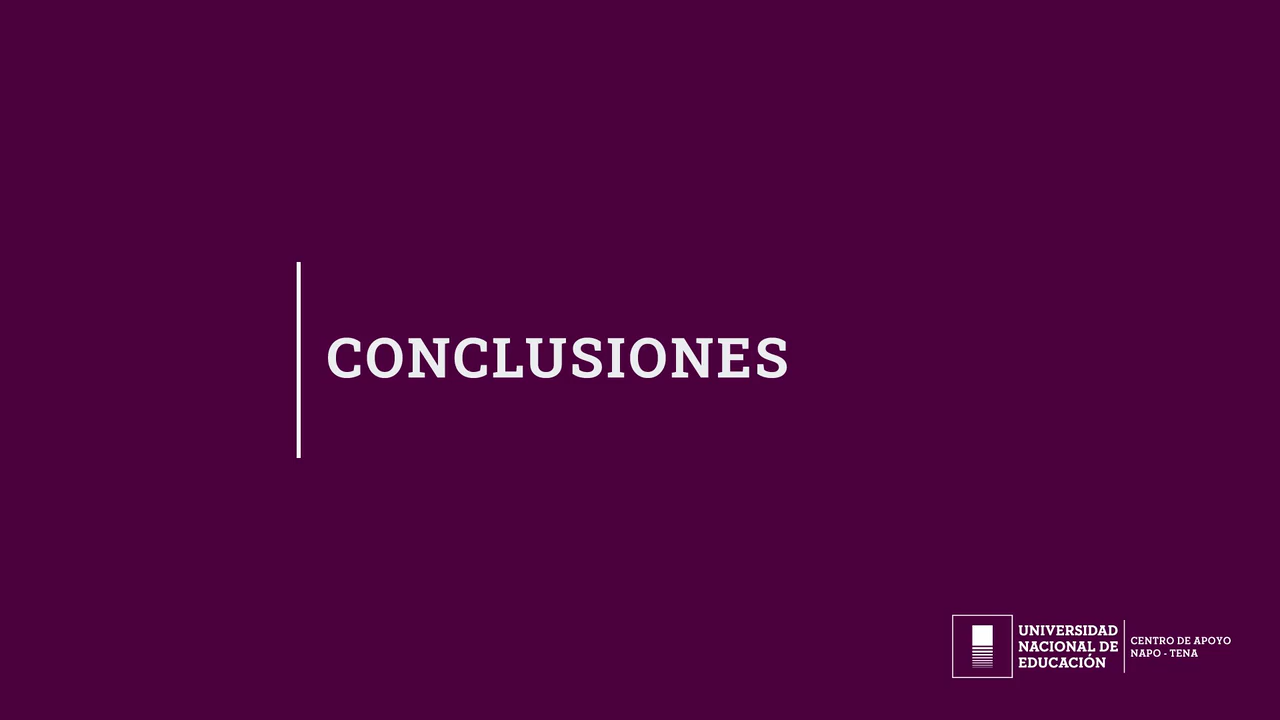 CONCLUSIONES
UNIVERSIDAD
NACIONAL DE
EDUCACIÓN
CENTRO DE APOYO
NAPO - TENA